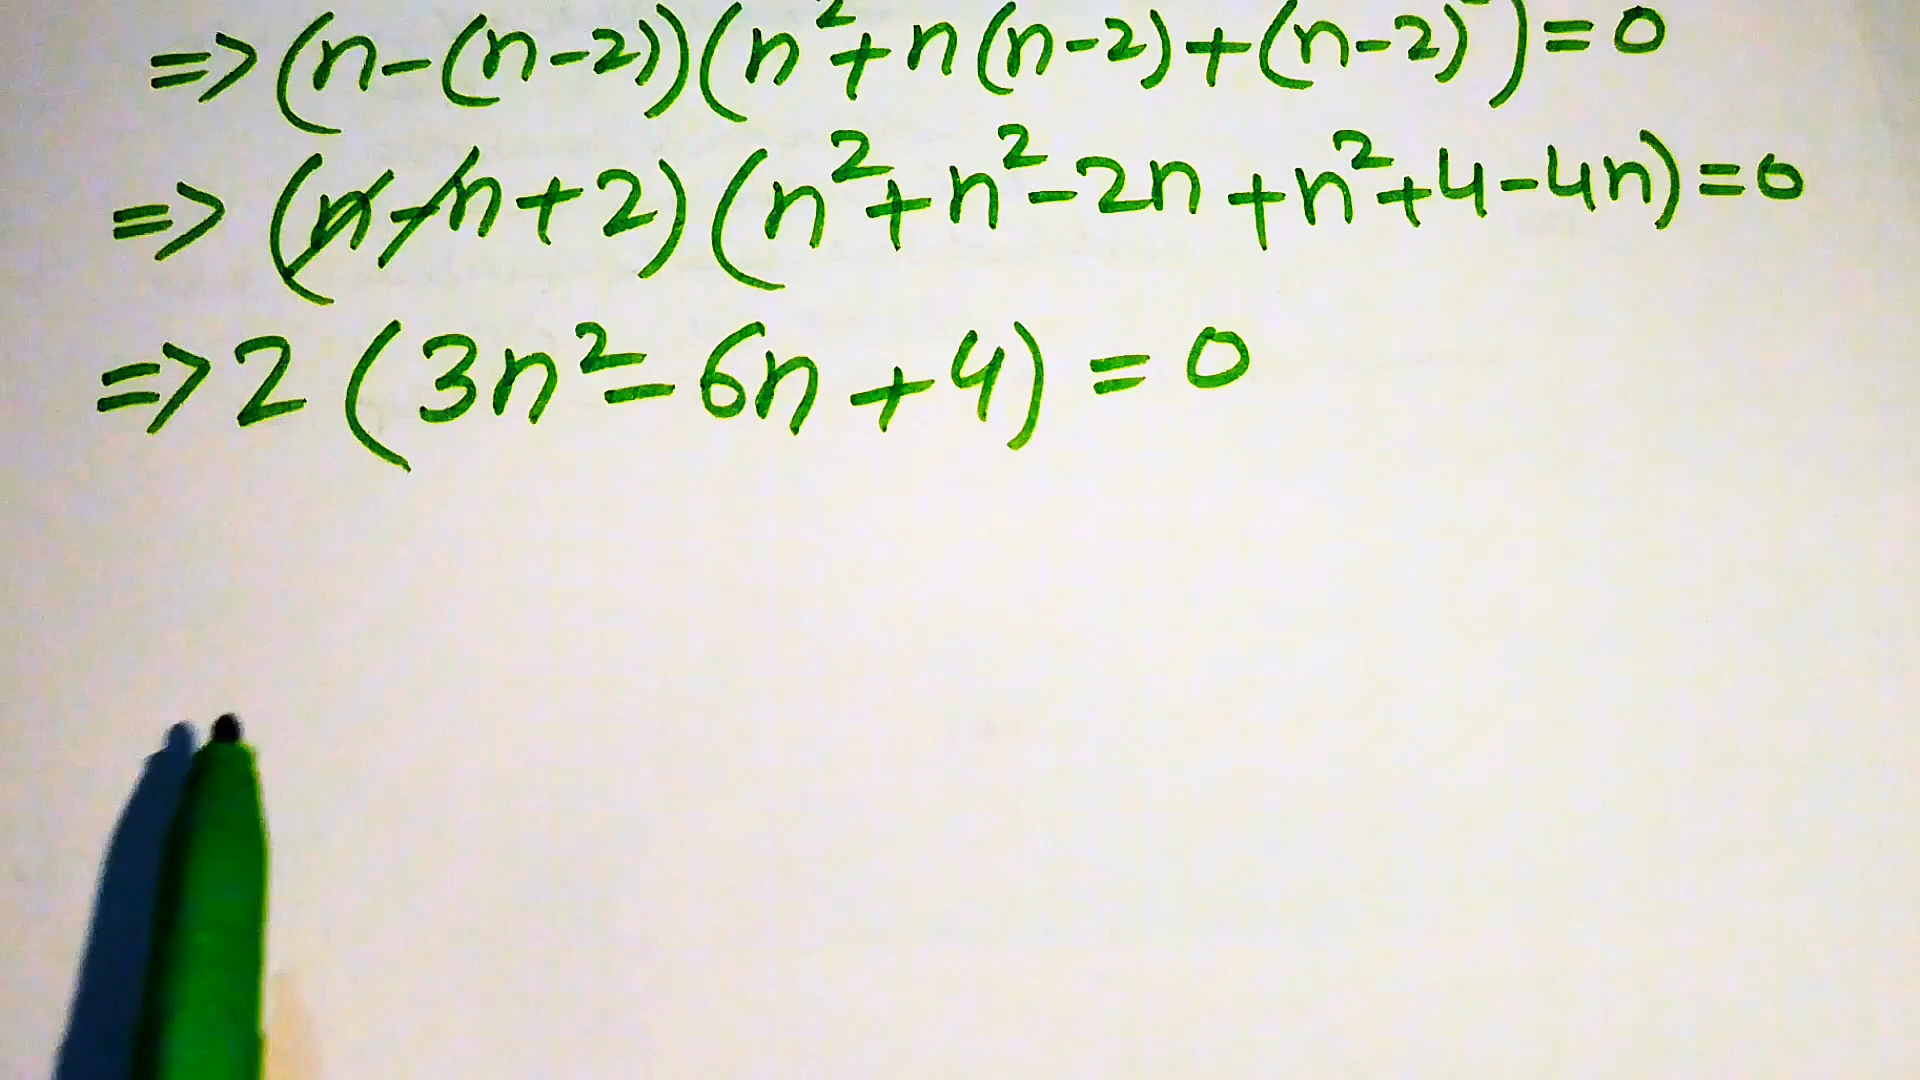 => (n-(n-2))(n²+n(n-2)+(n-2)²)=0
=> (n-n+2)(n²+n²-2n+n²+4-4n)=0
=> 2(3n²-6n+4)=0